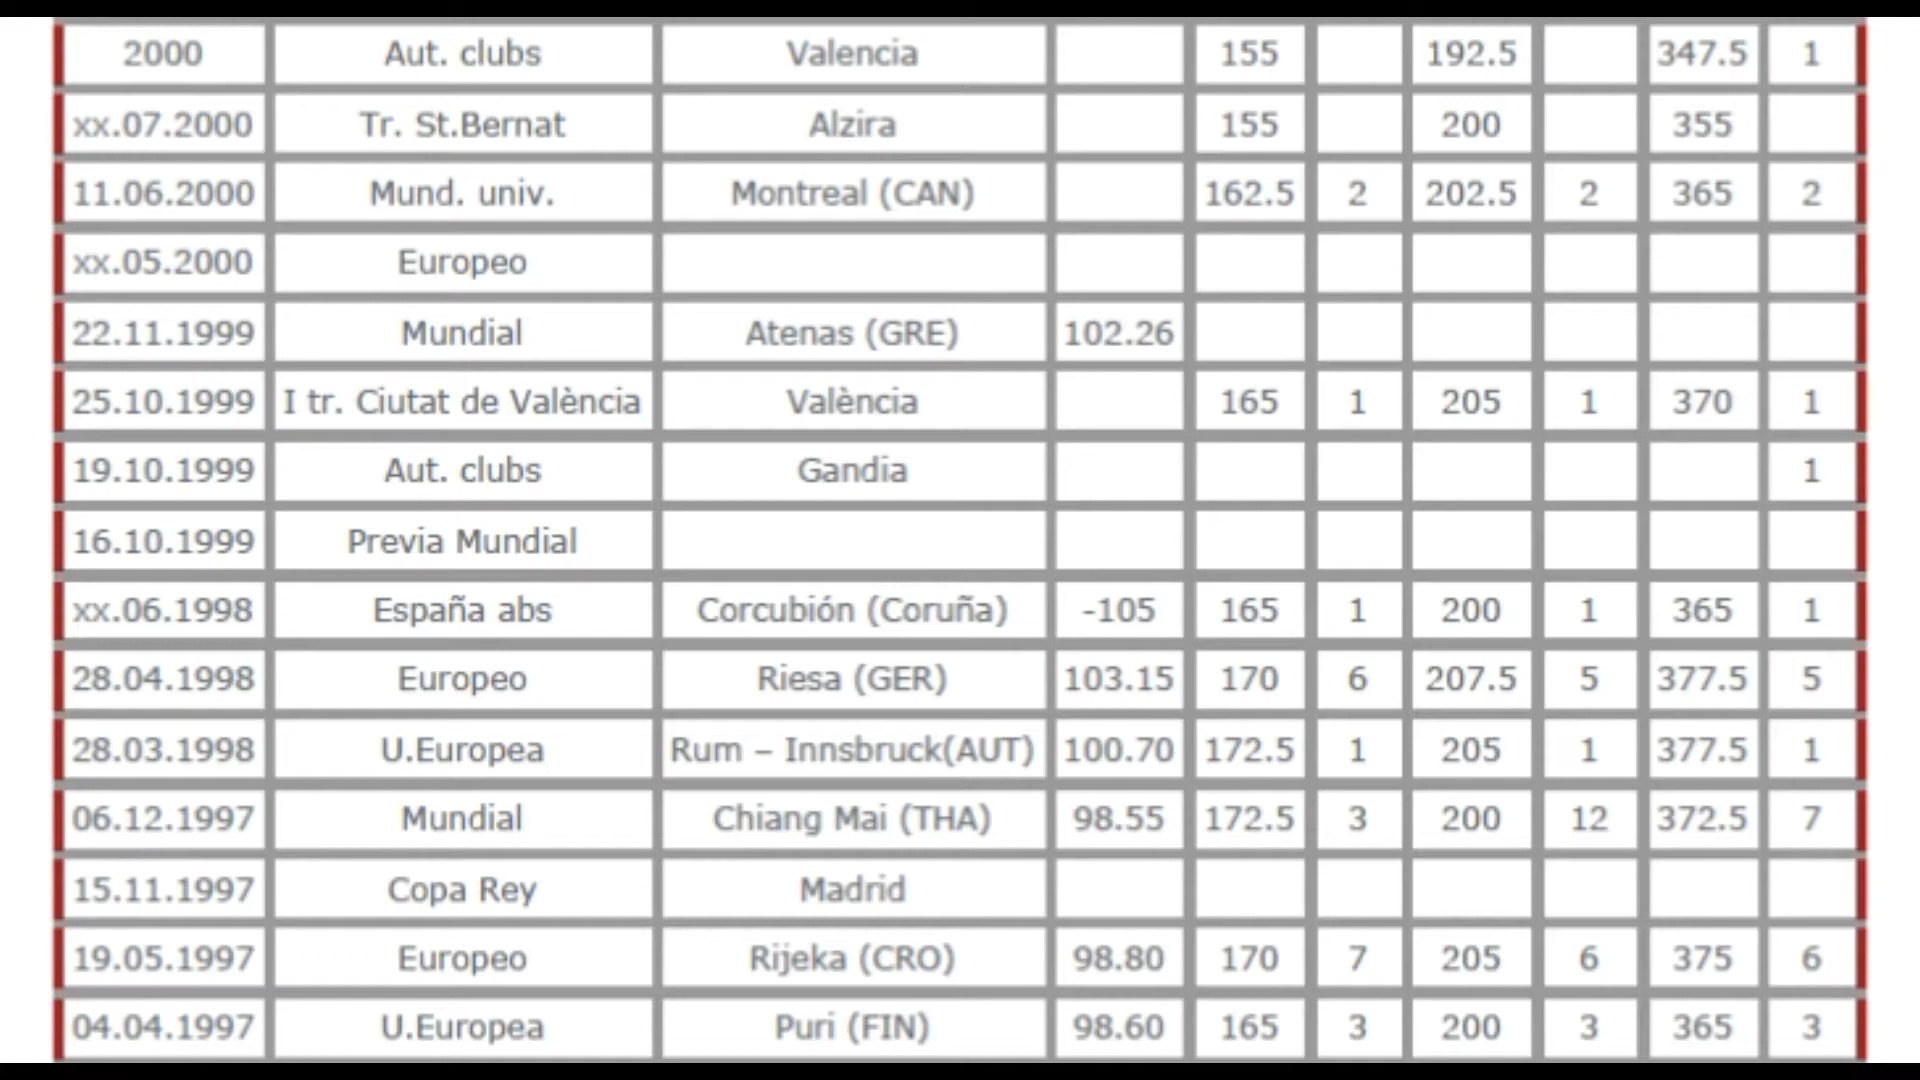 2000 Aut. clubs Valencia 155 192.5 347.5 1
xx.07.2000 Tr. St.Bernat Alzira 155 200 355
11.06.2000 Mund. univ. Montreal (CAN) 162.5 2 202.5 2 365 2
xx.05.2000 Europeo
22.11.1999 Mundial Atenas (GRE) 102.26
25.10.1999 I tr. Ciutat de València València 165 1 205 1 370 1
19.10.1999 Aut. clubs Gandia 1
16.10.1999 Previa Mundial
xx.06.1998 España abs Corcubión (Coruña) -105 165 1 200 1 365 1
28.04.1998 Europeo Riesa (GER) 103.15 170 6 207.5 5 377.5 5
28.03.1998 U.Europea Rum – Innsbruck(AUT) 100.70 172.5 1 205 1 377.5 1
06.12.1997 Mundial Chiang Mai (THA) 98.55 172.5 3 200 12 372.5 7
15.11.1997 Copa Rey Madrid
19.05.1997 Europeo Rijeka (CRO) 98.80 170 7 205 6 375 6
04.04.1997 U.Europea Puri (FIN) 98.60 165 3 200 3 365 3